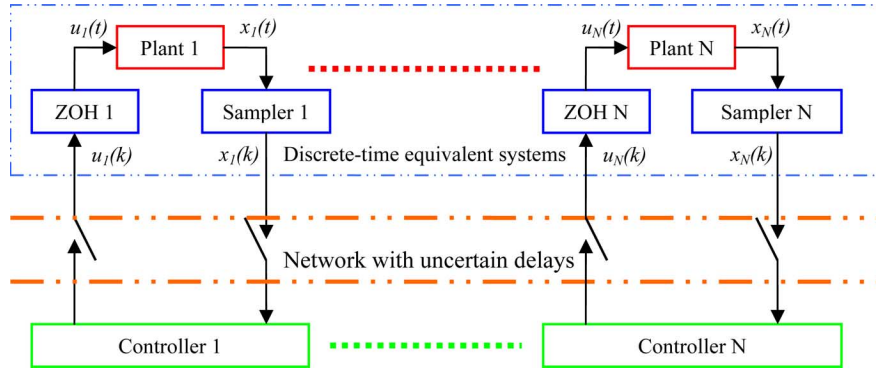 u1(t)
Plant 1
x1(t)
uN(t)
Plant N
xN(t)
ZOH 1
Sampler 1
ZOH N
Sampler N
u1(k)
x1(k)
Discrete-time equivalent systems
uN(k)
xN(k)
Network with uncertain delays
Controller 1
Controller N